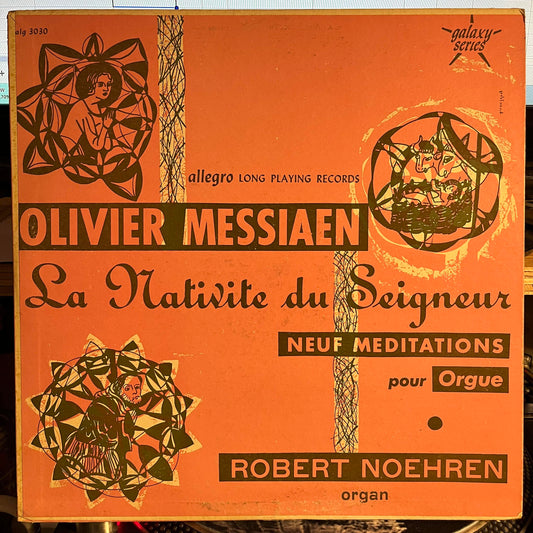 alg 3030
galaxy
series
allegro LONG PLAYING RECORDS
OLIVIER MESSIAEN
La Nativite du Seigneur
NEUF MEDITATIONS
pour Orgue
ROBERT NOEHREN
organ